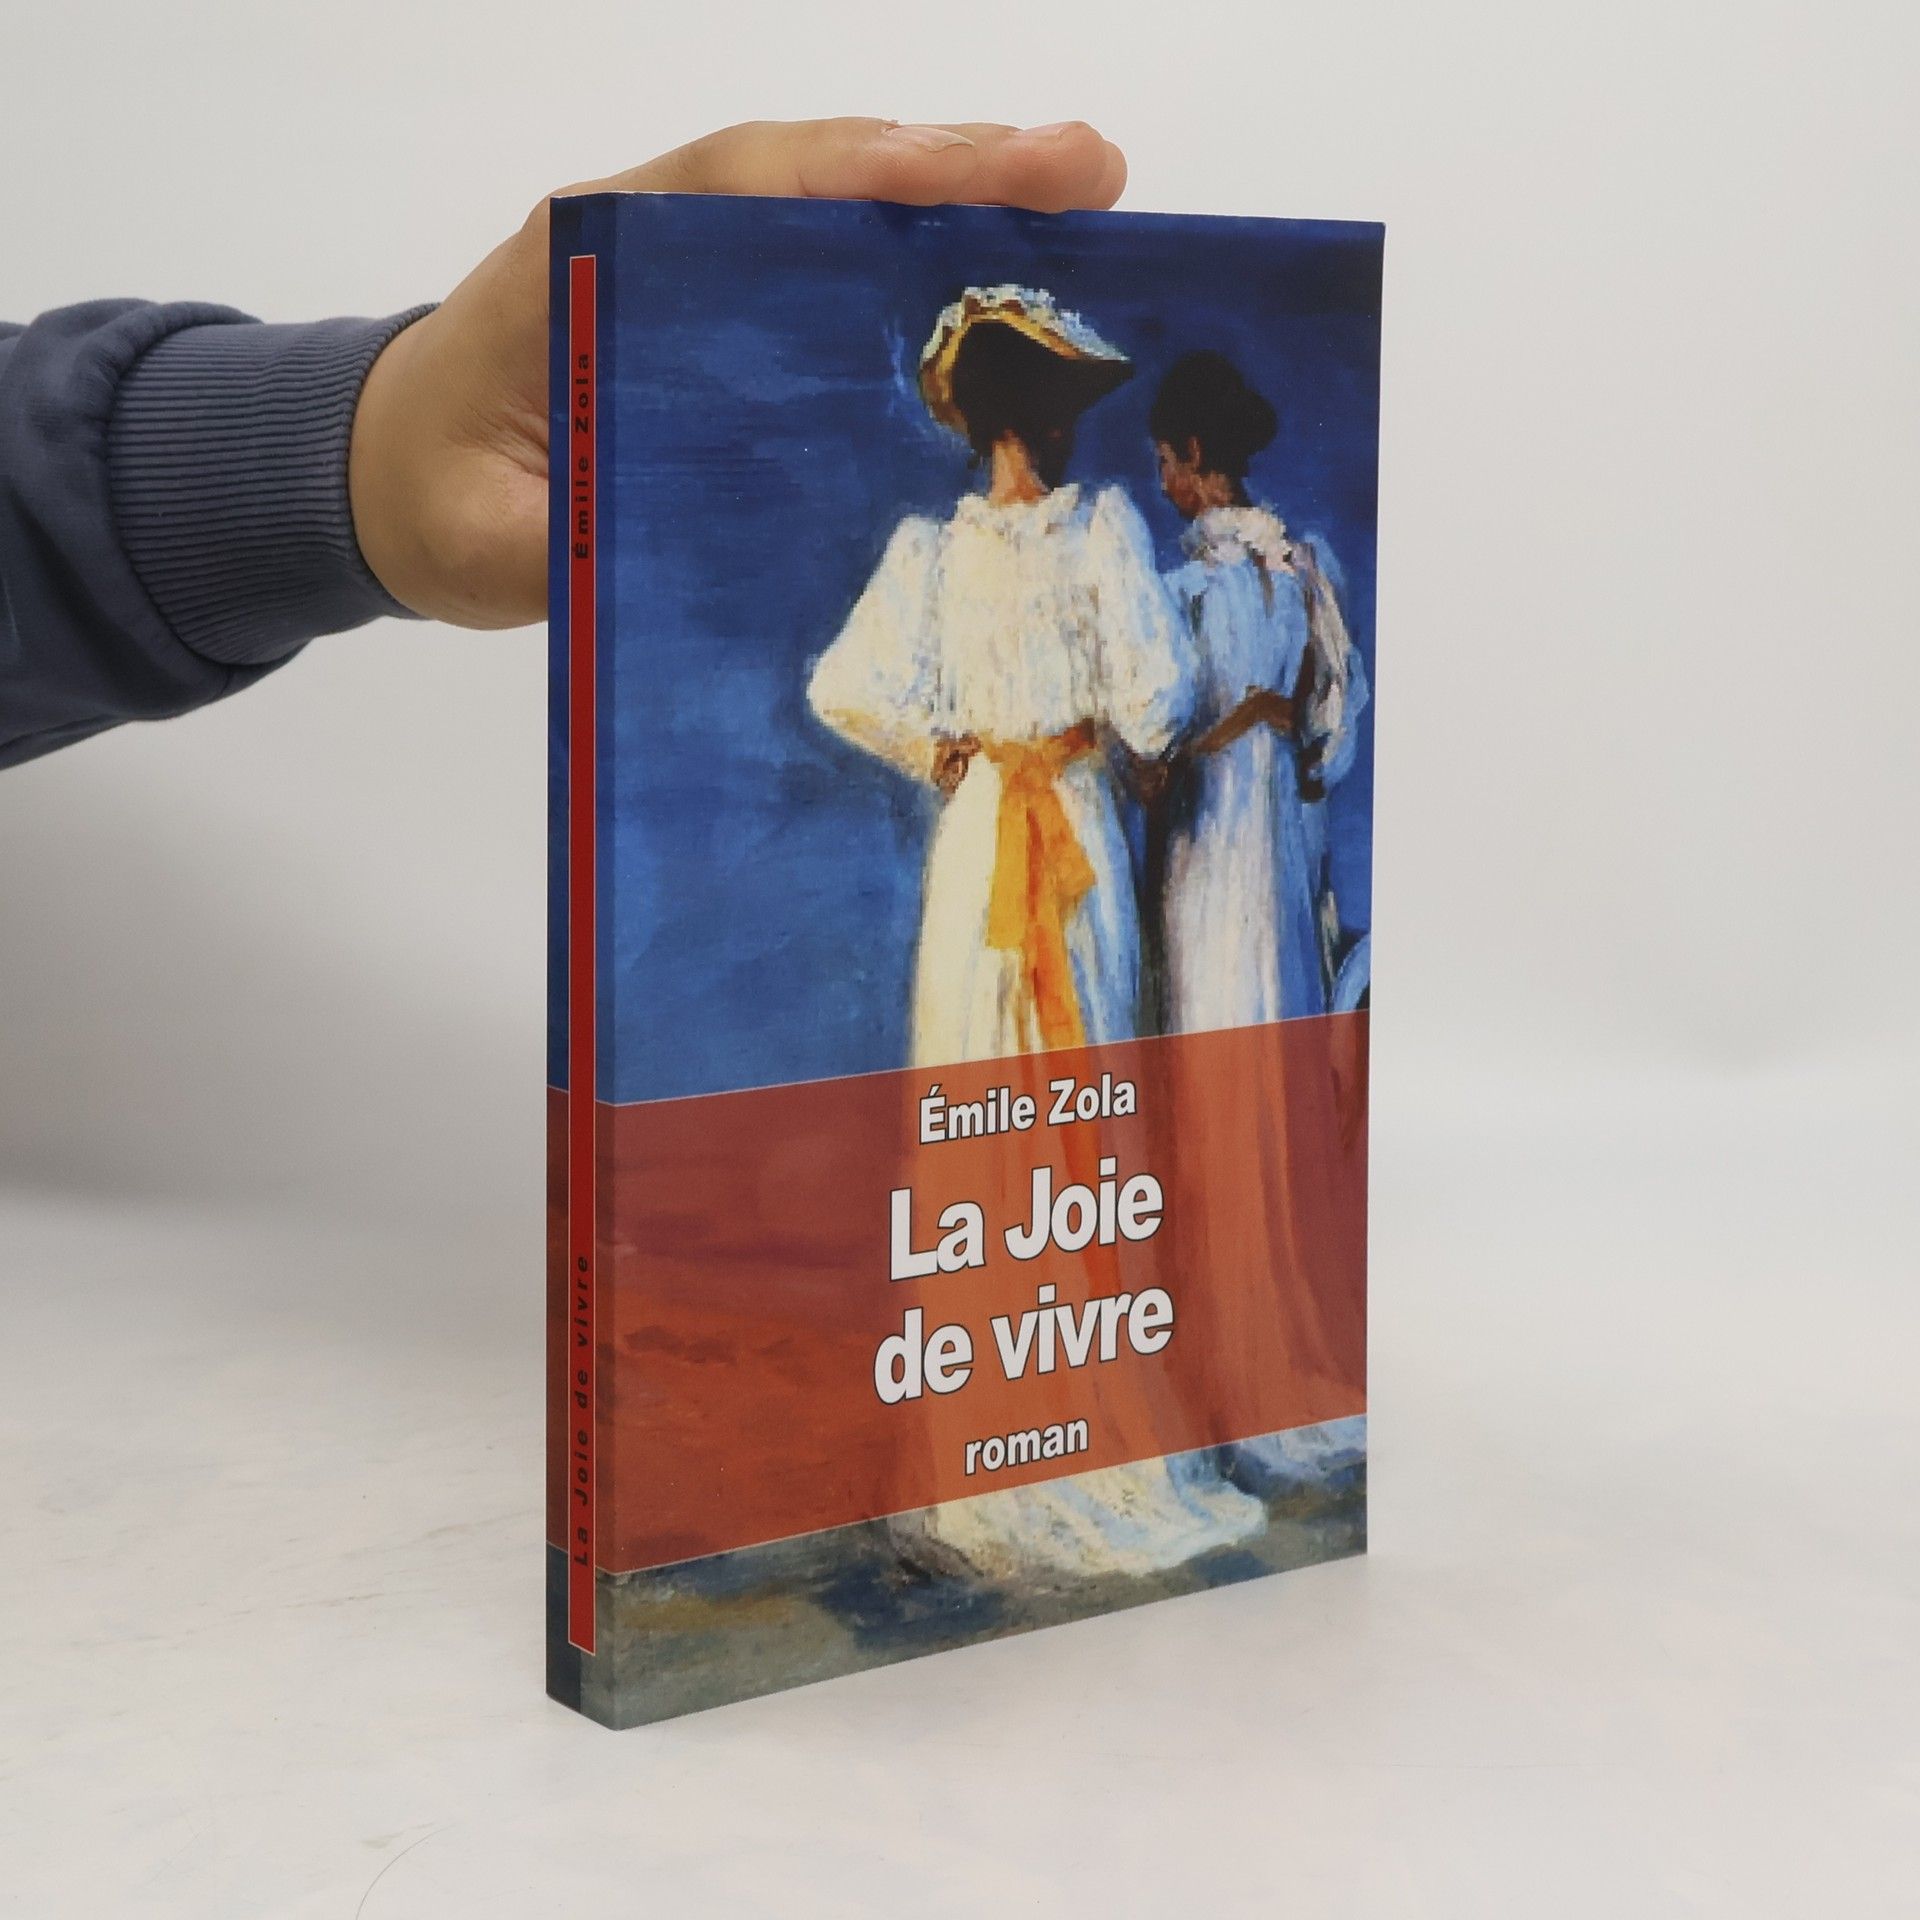 Émile Zola
La Joie de vivre
Émile Zola
La Joie
de vivre
roman